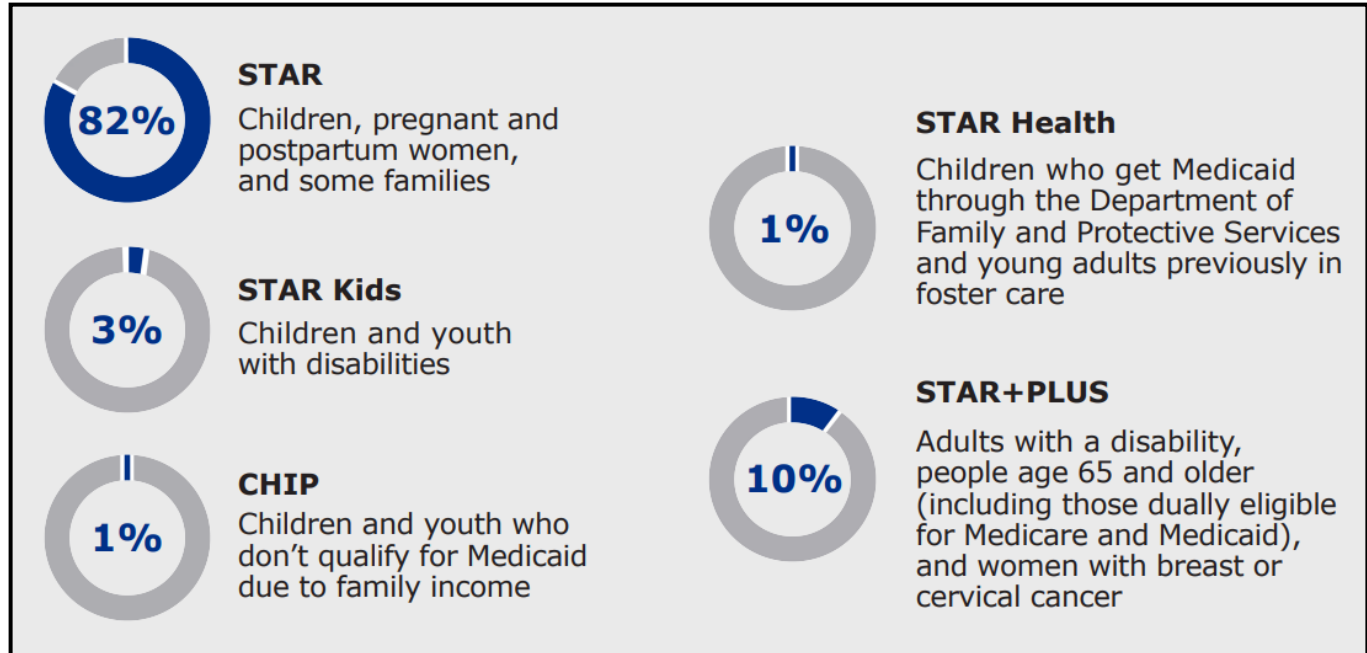 82%
STAR
Children, pregnant and
postpartum women,
and some families
3%
STAR Kids
Children and youth
with disabilities
1%
CHIP
Children and youth who
don’t qualify for Medicaid
due to family income
1%
STAR Health
Children who get Medicaid
through the Department of
Family and Protective Services
and young adults previously in
foster care
10%
STAR+PLUS
Adults with a disability,
people age 65 and older
(including those dually eligible
for Medicare and Medicaid),
and women with breast or
cervical cancer